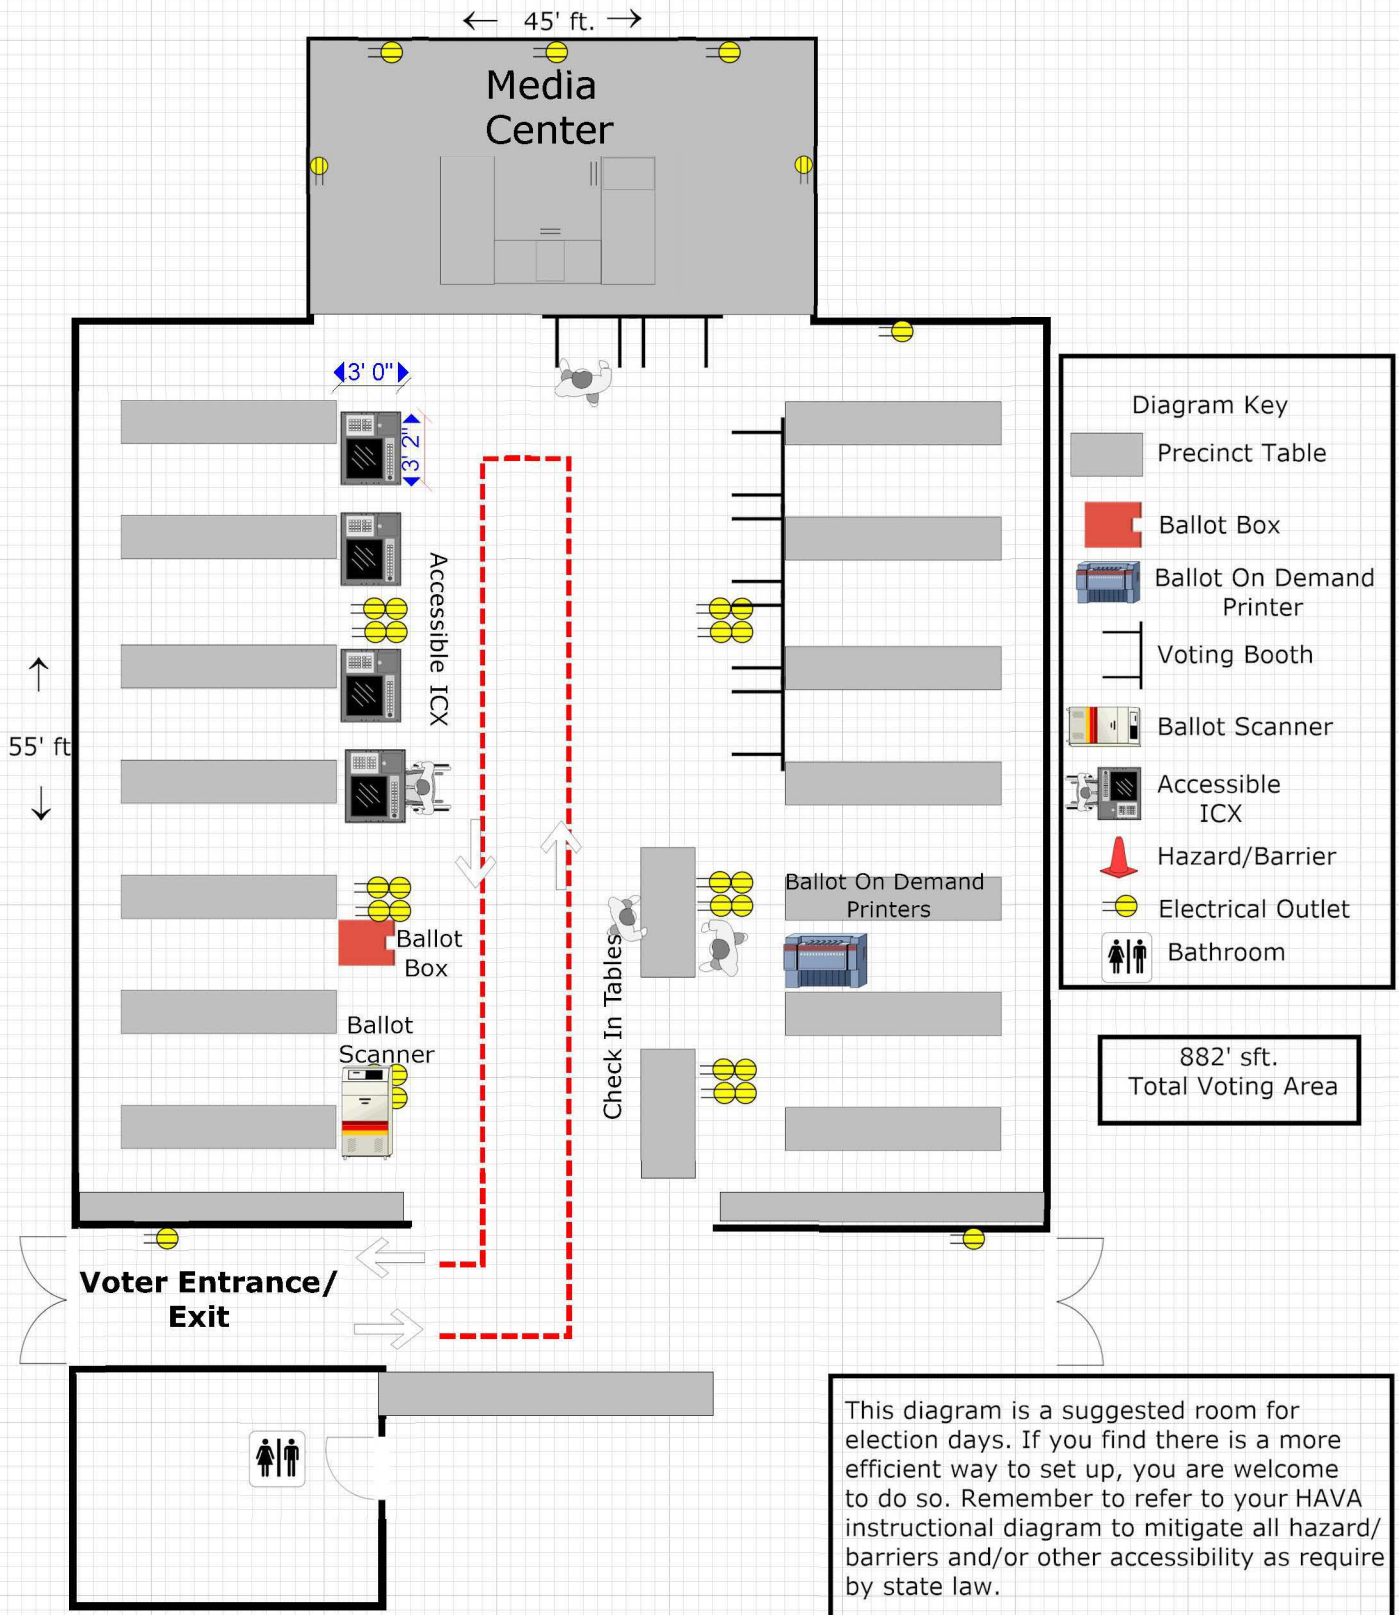 ← 45' ft. →
Media
Center
3' 0"
3' 2"
Accessible ICX
55' ft
Ballot
Box
Ballot
Scanner
Check In Tables
Ballot On Demand
Printers
Voter Entrance/
Exit
Diagram Key
Precinct Table
Ballot Box
Ballot On Demand
Printer
Voting Booth
Ballot Scanner
Accessible
ICX
Hazard/Barrier
Electrical Outlet
Bathroom
882' sft.
Total Voting Area
This diagram is a suggested room for
election days. If you find there is a more
efficient way to set up, you are welcome
to do so. Remember to refer to your HAVA
instructional diagram to mitigate all hazard/
barriers and/or other accessibility as require
by state law.